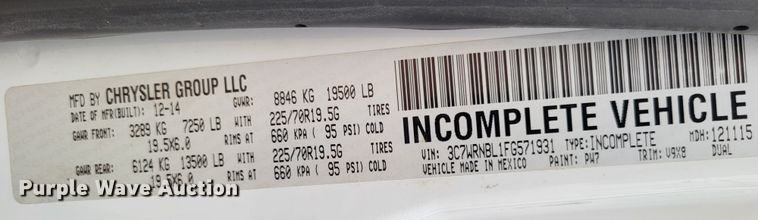 MFD BY CHRYSLER GROUP LLC
DATE OF MFR(BUILT): 12-14 GVWR: 8846 KG 19500 LB
GAWR FRONT: 3289 KG 7250 LB WITH 225/70R19.5G TIRES
19.5X6.0 RIMS AT 660 KPA ( 95 PSI) COLD
GAWR REAR: 6124 KG 13500 LB WITH 225/70R19.5G TIRES
19.5X6.0 RIMS AT 660 KPA ( 95 PSI) COLD
INCOMPLETE VEHICLE
VIN: 3C7WRNBL1FG571931 TYPE: INCOMPLETE MDH: 121115
VEHICLE MADE IN MEXICO PAINT: PW7 TRIM: V9X8 DUAL
Purple Wave Auction